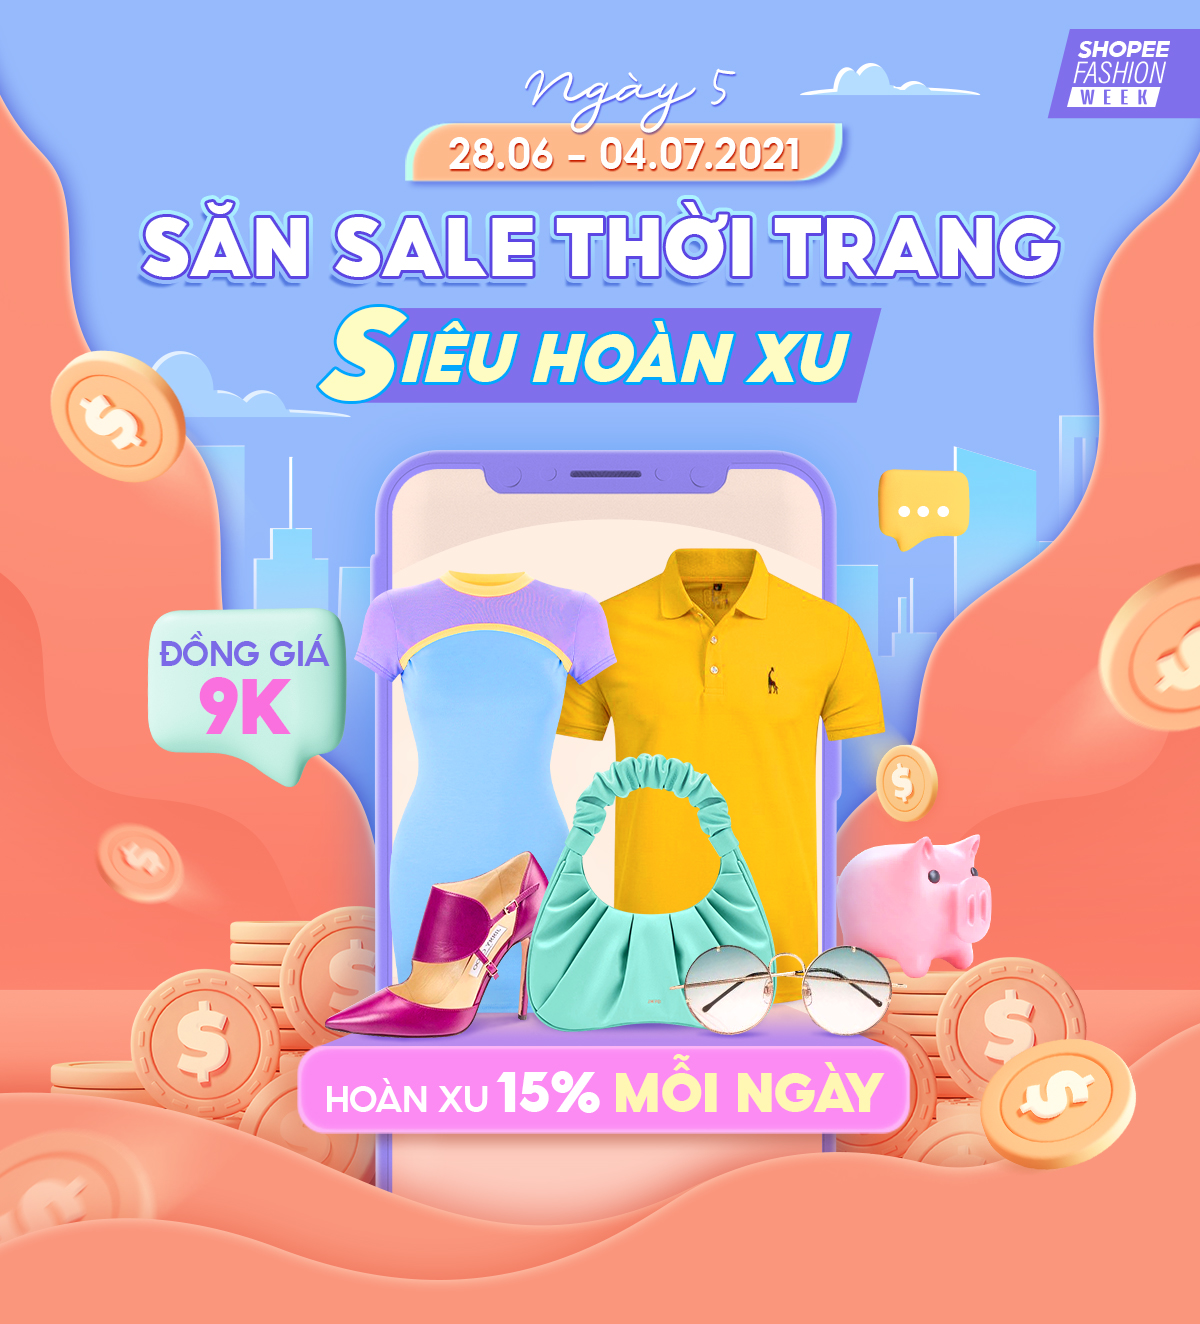 SHOPEE
FASHION
WEEK
Ngày 5
28.06 - 04.07.2021
SĂN SALE THỜI TRANG
SIÊU HOÀN XU
ĐỒNG GIÁ
9K
HOÀN XU 15% MỖI NGÀY